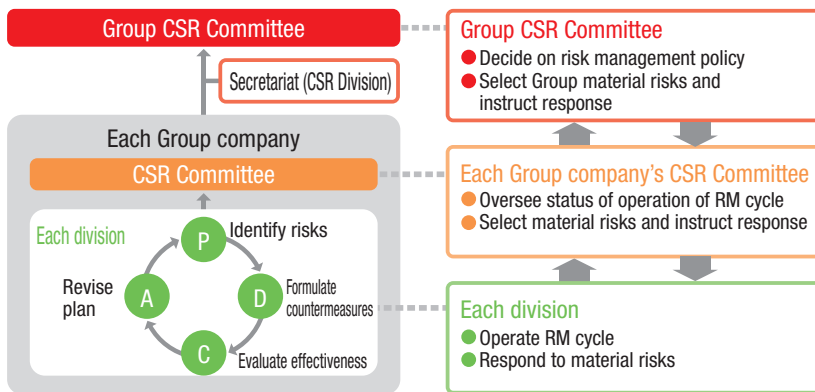 Group CSR Committee
Secretariat (CSR Division)
Each Group company
CSR Committee
Each division
P
Identify risks
D
Formulate
countermeasures
C
Evaluate effectiveness
A
Revise
plan
Group CSR Committee
● Decide on risk management policy
● Select Group material risks and
instruct response
Each Group company's CSR Committee
● Oversee status of operation of RM cycle
● Select material risks and instruct response
Each division
● Operate RM cycle
● Respond to material risks